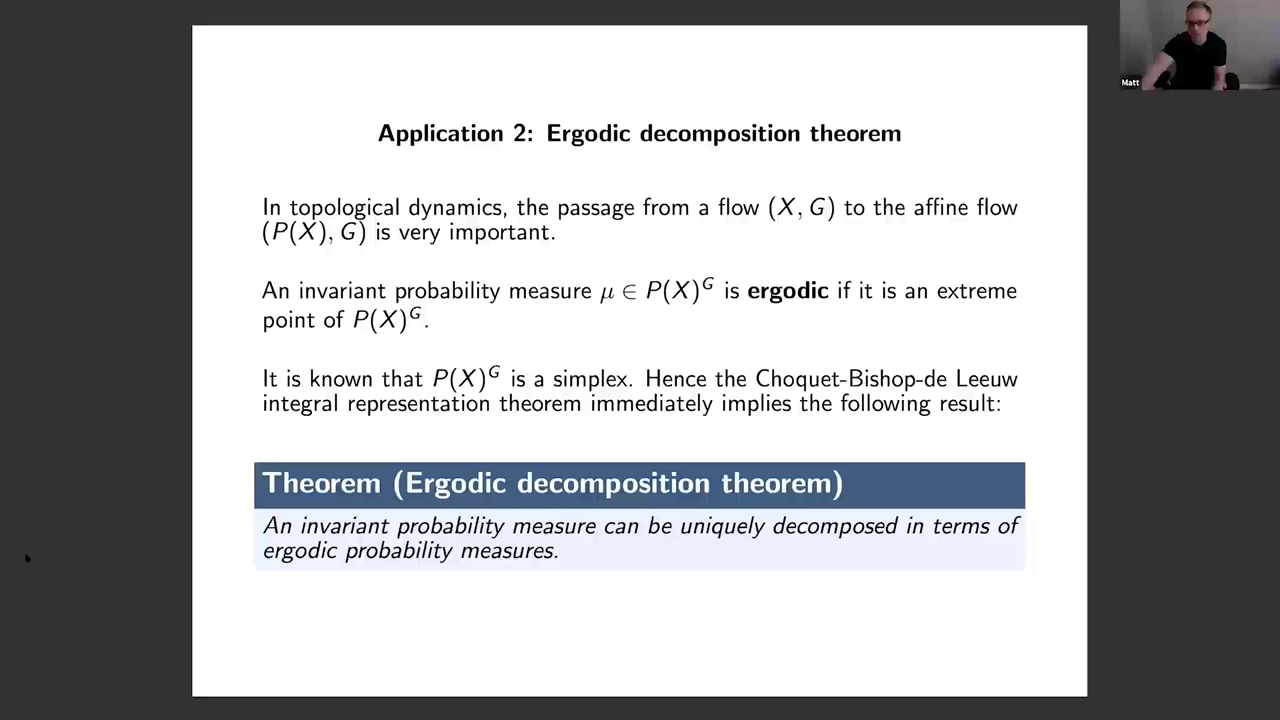 Matt
Application 2: Ergodic decomposition theorem
In topological dynamics, the passage from a flow (X, G) to the affine flow
(P(X), G) is very important.
An invariant probability measure μ ∈ P(X)^G is ergodic if it is an extreme
point of P(X)^G.
It is known that P(X)^G is a simplex. Hence the Choquet-Bishop-de Leeuw
integral representation theorem immediately implies the following result:
Theorem (Ergodic decomposition theorem)
An invariant probability measure can be uniquely decomposed in terms of
ergodic probability measures.